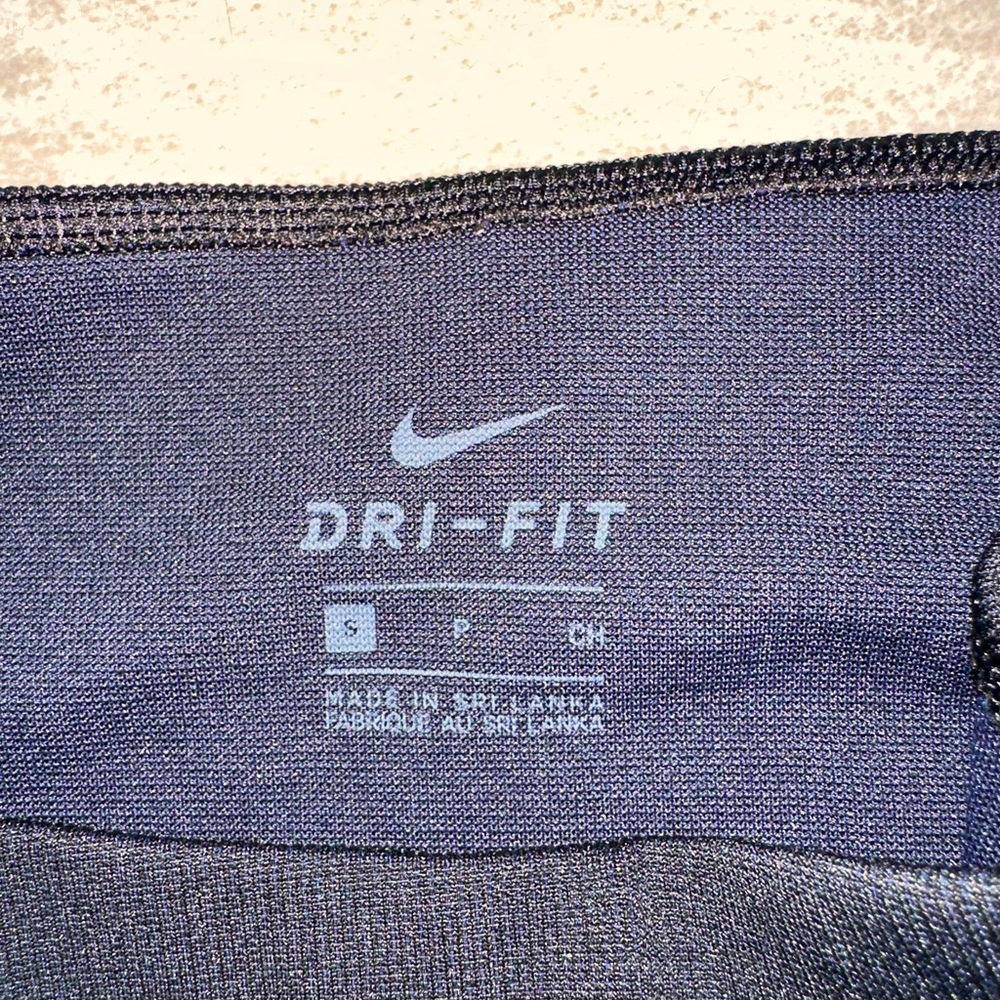 DRI-FIT
S P CH
MADE IN SRI LANKA
FABRIQUE AU SRI LANKA